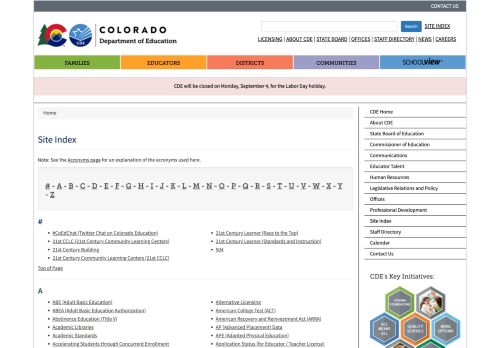 CONTACT US
COLORADO
Department of Education
CDE
Search
SITE INDEX
LICENSING | ABOUT CDE | STATE BOARD | OFFICES | STAFF DIRECTORY | NEWS | CAREERS
FAMILIES
EDUCATORS
DISTRICTS
COMMUNITIES
SCHOOLVIEW
CDE will be closed on Monday, September 4, for the Labor Day holiday.
Home
Site Index
Note: See the Acronyms page for an explanation of the acronyms used here.
# - A - B - C - D - E - F - G - H - I - J - K - L - M - N - O - P - Q - R - S - T - U - V - W - X - Y
- Z
#
#CoEdChat (Twitter Chat on Colorado Education)
21st CCLC (21st Century Community Learning Centers)
21st Century Building
21st Century Community Learning Centers (21st CCLC)
21st Century Learner (Race to the Top)
21st Century Learner (Standards and Instruction)
504
Top of Page
A
ABE (Adult Basic Education)
ABEA (Adult Basic Education Authorization)
Abstinence Education (Title V)
Academic Libraries
Academic Standards
Accelerating Students through Concurrent Enrollment
Alternative Licensing
American College Test (ACT)
American Recovery and Reinvestment Act (ARRA)
AP (Advanced Placement) Data
APE (Adapted Physical Education)
Application Status (for Educator / Teacher License)
CDE Home
About CDE
State Board of Education
Commissioner of Education
Communications
Educator Talent
Human Resources
Legislative Relations and Policy
Offices
Professional Development
Site Index
Staff Directory
Calendar
Contact Us
CDE's Key Initiatives:
STRONG
FOUNDATIONS
ALL
MEANS
ALL
QUALITY
SCHOOLS
MORE
OPTIONS